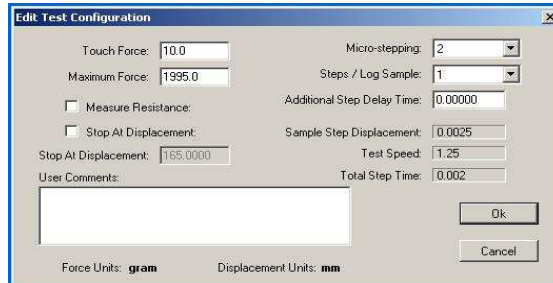 Edit Test Configuration
Touch Force: 10.0
Maximum Force: 1995.0
Measure Resistance:
Stop At Displacement:
Stop At Displacement: 165.0000
User Comments:
Micro-stepping: 2
Steps / Log Sample: 1
Additional Step Delay Time: 0.00000
Sample Step Displacement: 0.0025
Test Speed: 1.25
Total Step Time: 0.002
Ok
Cancel
Force Units: gram Displacement Units: mm